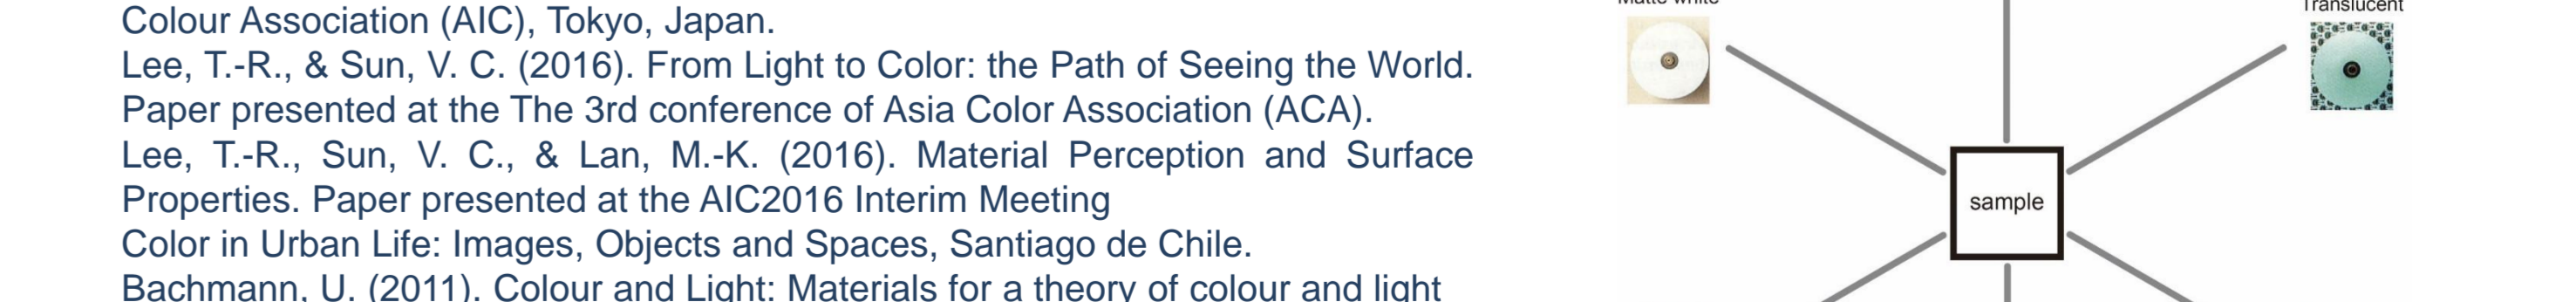 Colour Association (AIC), Tokyo, Japan.
Lee, T.-R., & Sun, V. C. (2016). From Light to Color: the Path of Seeing the World.
Paper presented at the The 3rd conference of Asia Color Association (ACA).
Lee, T.-R., Sun, V. C., & Lan, M.-K. (2016). Material Perception and Surface
Properties. Paper presented at the AIC2016 Interim Meeting
Color in Urban Life: Images, Objects and Spaces, Santiago de Chile.
Bachmann, U. (2011). Colour and Light: Materials for a theory of colour and light
Matte white
Translucent
sample